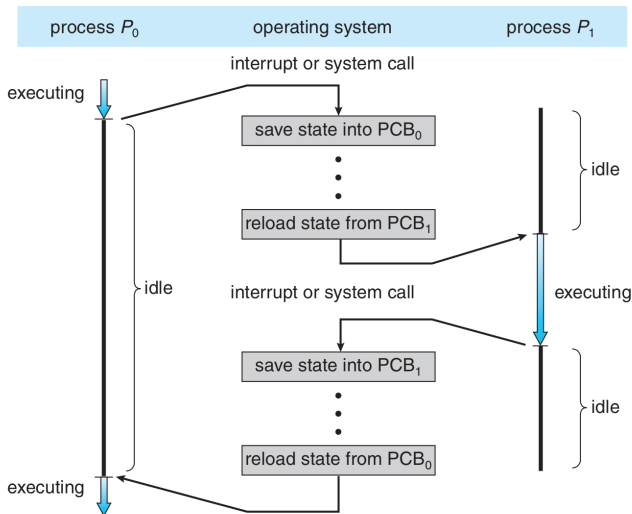 process P0 operating system process P1
interrupt or system call
executing
save state into PCB0
idle
reload state from PCB1
idle
interrupt or system call
executing
save state into PCB1
idle
reload state from PCB0
executing